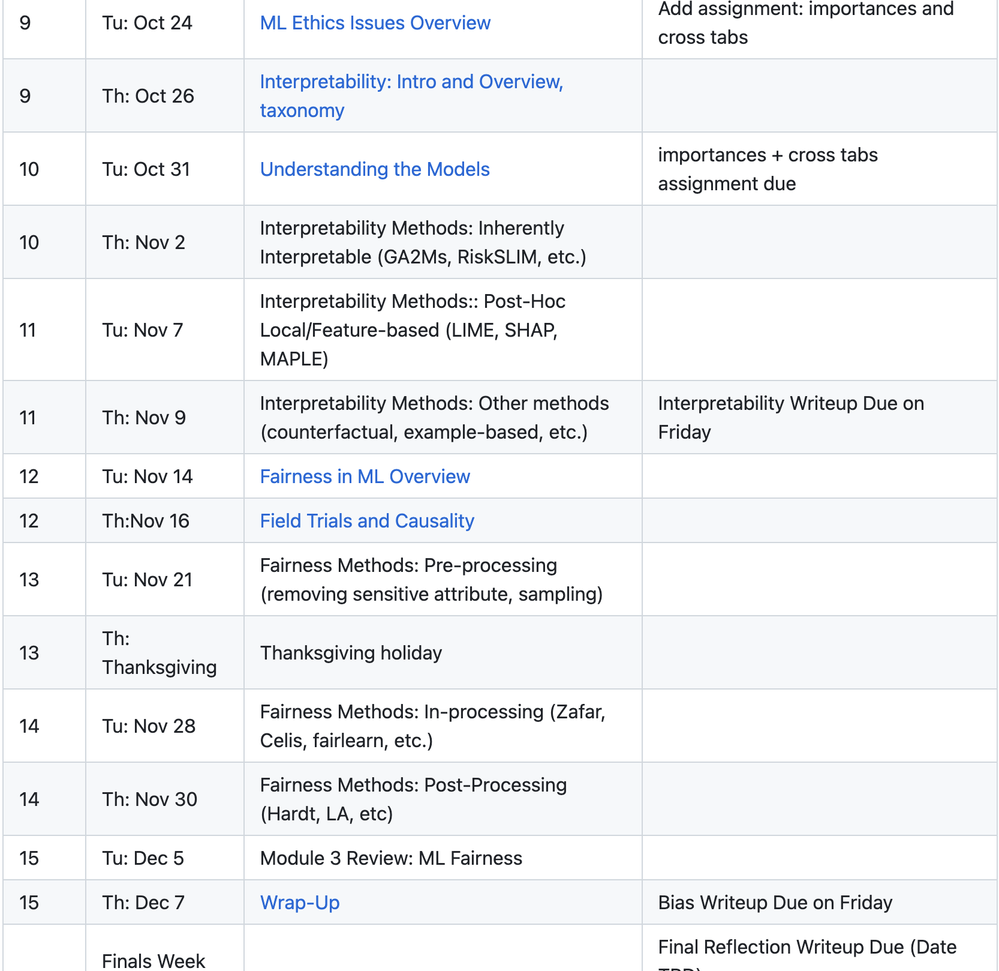 Add assignment: importances and
9
Tu: Oct 24
ML Ethics Issues Overview
cross tabs
9
Th: Oct 26
Interpretability: Intro and Overview,
taxonomy
10
Tu: Oct 31
Understanding the Models
importances + cross tabs
assignment due
10
Th: Nov 2
Interpretability Methods: Inherently
Interpretable (GA2Ms, RiskSLIM, etc.)
11
Tu: Nov 7
Interpretability Methods:: Post-Hoc
Local/Feature-based (LIME, SHAP,
MAPLE)
11
Th: Nov 9
Interpretability Methods: Other methods
(counterfactual, example-based, etc.)
Interpretability Writeup Due on
Friday
12
Tu: Nov 14
Fairness in ML Overview
12
Th:Nov 16
Field Trials and Causality
13
Tu: Nov 21
Fairness Methods: Pre-processing
(removing sensitive attribute, sampling)
13
Th:
Thanksgiving
Thanksgiving holiday
14
Tu: Nov 28
Fairness Methods: In-processing (Zafar,
Celis, fairlearn, etc.)
14
Th: Nov 30
Fairness Methods: Post-Processing
(Hardt, LA, etc)
15
Tu: Dec 5
Module 3 Review: ML Fairness
15
Th: Dec 7
Wrap-Up
Bias Writeup Due on Friday
Finals Week
Final Reflection Writeup Due (Date